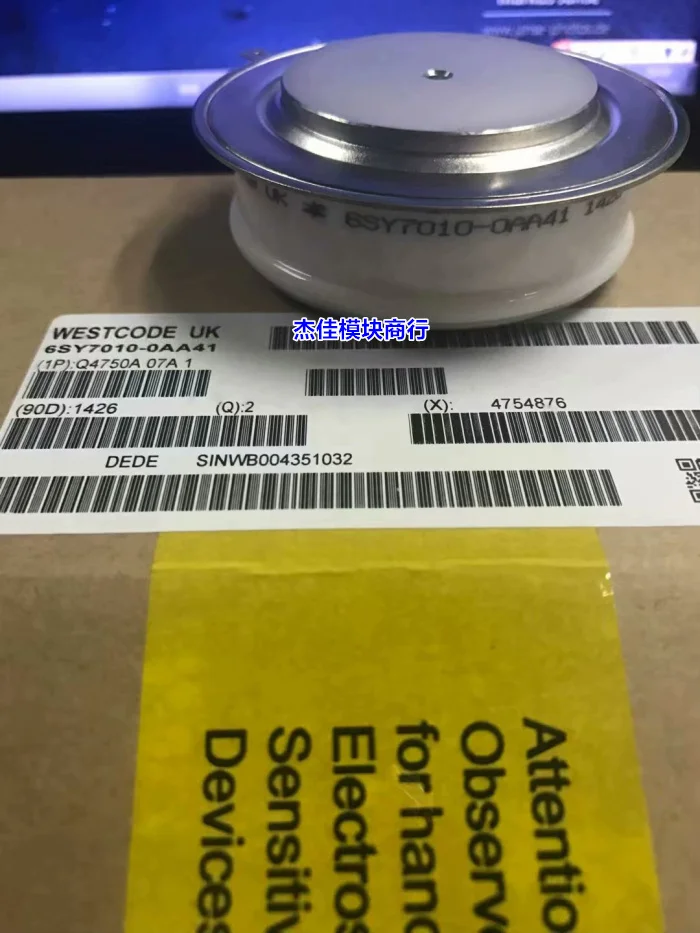 UK 6SY7010-0AA41 142
杰佳模块商行
WESTCODE UK
6SY7010-0AA41
(1P):Q4750A 07A 1
(90D):1426 (Q):2 (X): 4754876
DEDE SINWB004351032
Attentio
Observe
for hand
Electros
Sensitiv
Devices